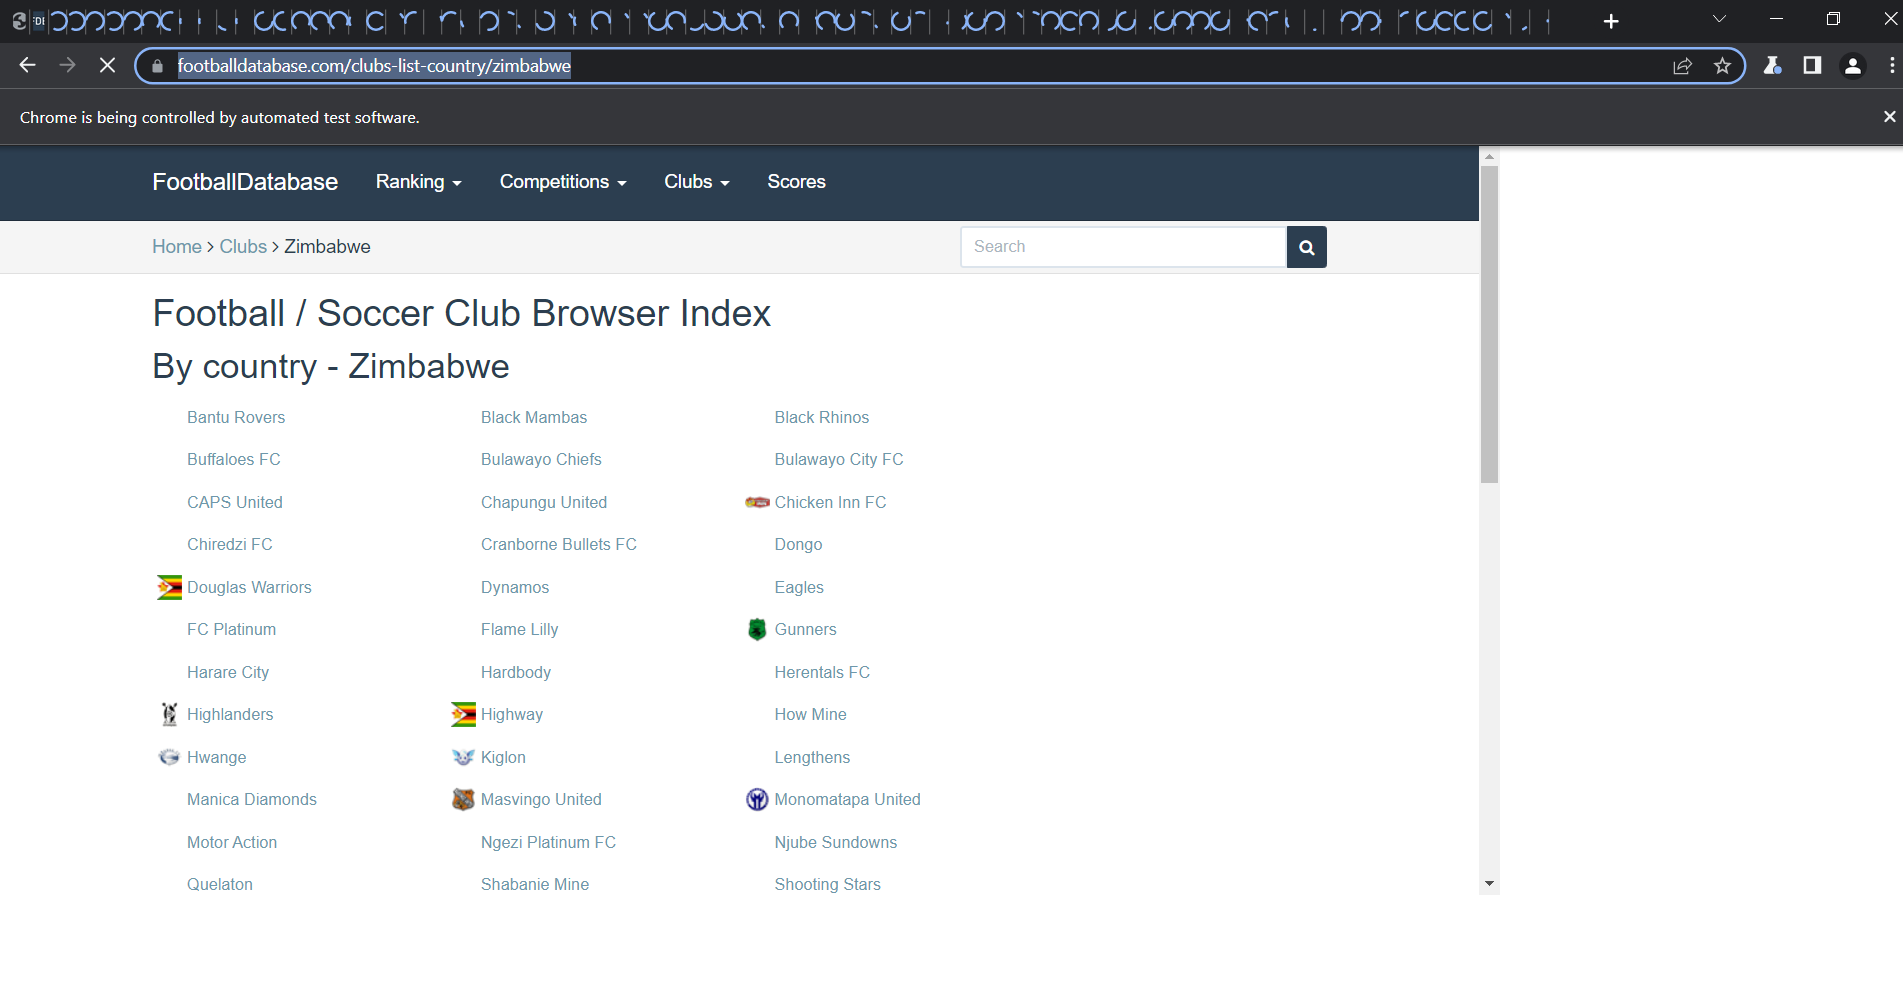 footballdatabase.com/clubs-list-country/zimbabwe
Chrome is being controlled by automated test software.
FootballDatabase Ranking Competitions Clubs Scores
Home > Clubs > Zimbabwe Search
Football / Soccer Club Browser Index
By country - Zimbabwe
Bantu Rovers Black Mambas Black Rhinos
Buffaloes FC Bulawayo Chiefs Bulawayo City FC
CAPS United Chapungu United Chicken Inn FC
Chiredzi FC Cranborne Bullets FC Dongo
Douglas Warriors Dynamos Eagles
FC Platinum Flame Lilly Gunners
Harare City Hardbody Herentals FC
Highlanders Highway How Mine
Hwange Kiglon Lengthens
Manica Diamonds Masvingo United Monomatapa United
Motor Action Ngezi Platinum FC Njube Sundowns
Quelaton Shabanie Mine Shooting Stars